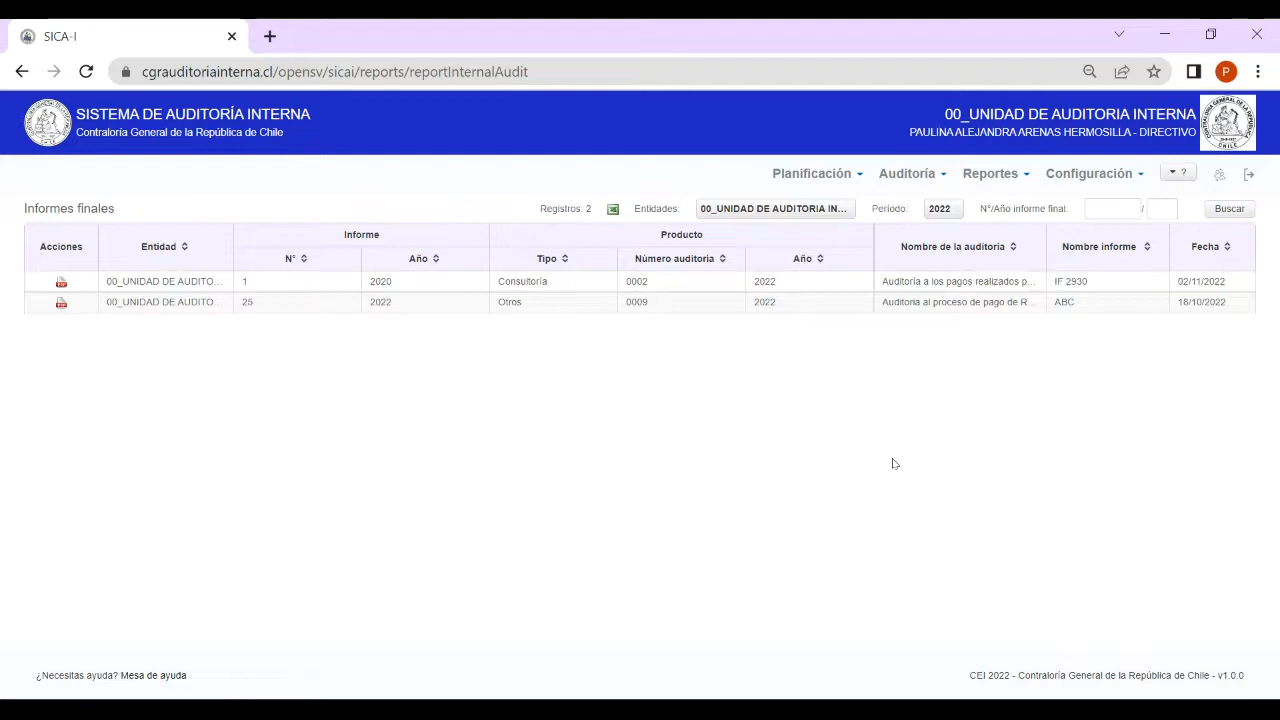 SICA-I
cgrauditoriainterna.cl/opensv/sicai/reports/reportInternalAudit
P
SISTEMA DE AUDITORÍA INTERNA
Contraloría General de la República de Chile
00_UNIDAD DE AUDITORIA INTERNA
PAULINA ALEJANDRA ARENAS HERMOSILLA - DIRECTIVO
Planificación Auditoría Reportes Configuración ?
Informes finales
Registros: 2 Entidades: 00_UNIDAD DE AUDITORIA IN... Período: 2022 N°/Año informe final: / Buscar
Acciones Entidad Informe Producto Nombre de la auditoría Nombre informe Fecha
N° Año Tipo Número auditoria Año
00_UNIDAD DE AUDITO... 1 2020 Consultoría 0002 2022 Auditoría a los pagos realizados p... IF 2930 02/11/2022
00_UNIDAD DE AUDITO... 25 2022 Otros 0009 2022 Auditoria al proceso de pago de R... ABC 18/10/2022
¿Necesitas ayuda? Mesa de ayuda
CEI 2022 - Contraloría General de la República de Chile - v1.0.0